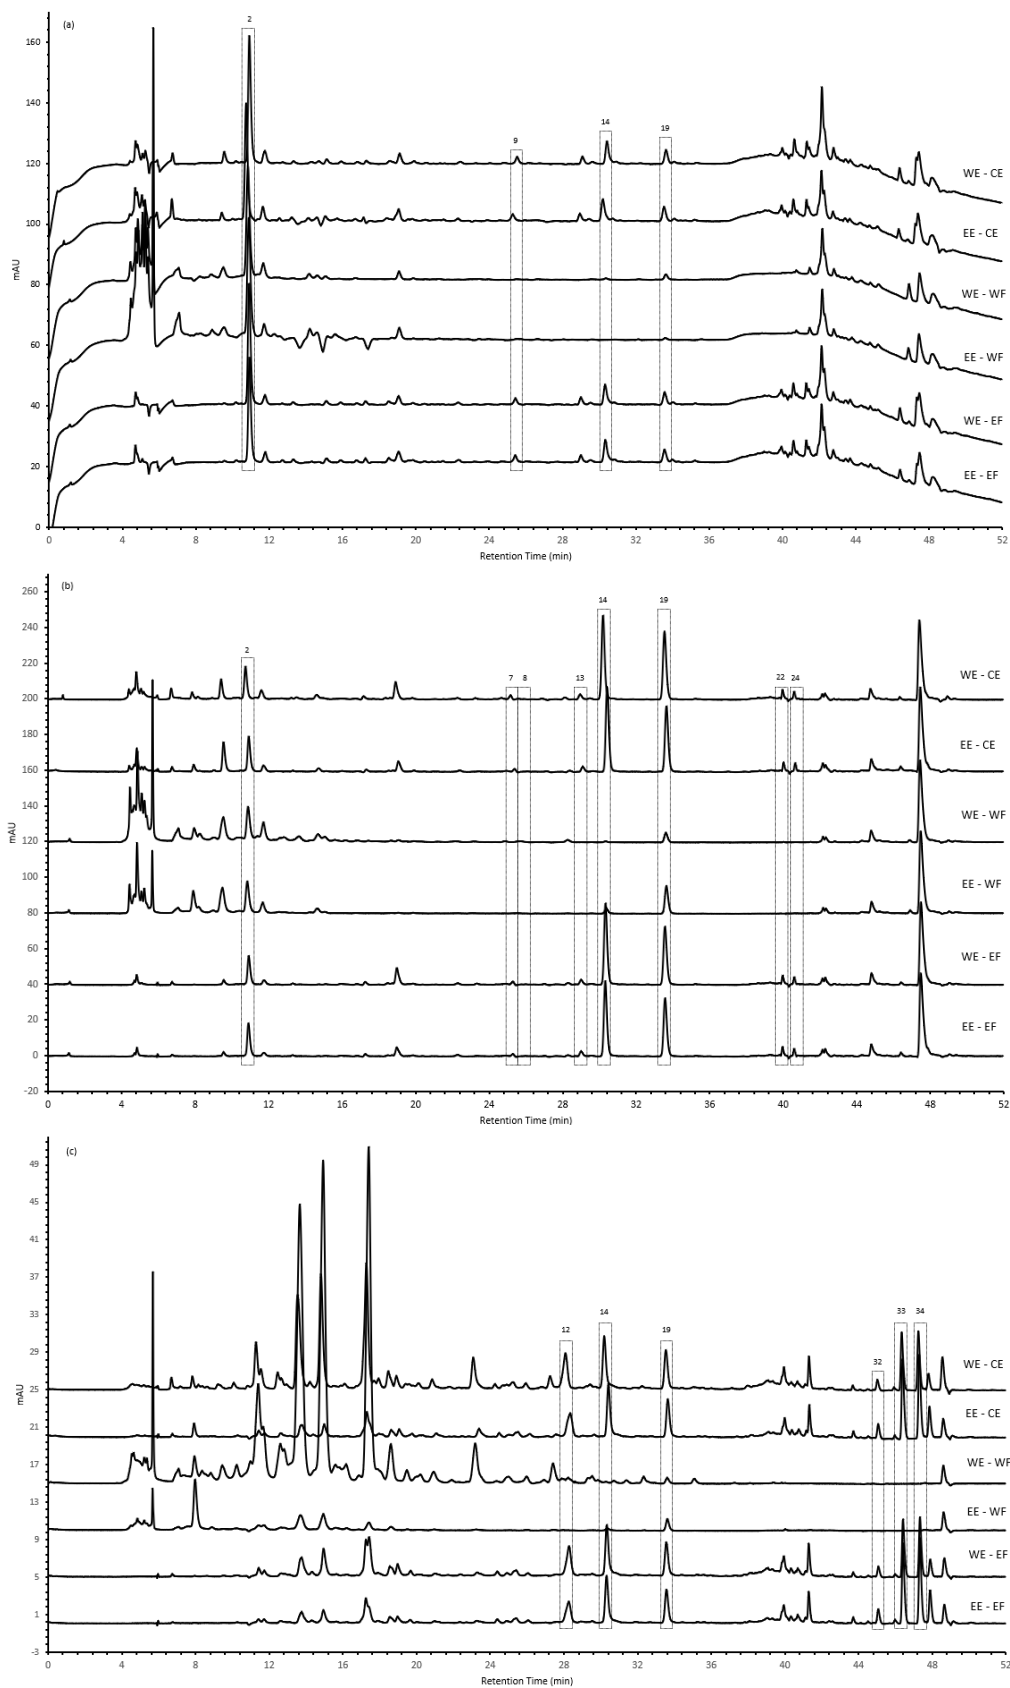 (a)
2
9
14
19
160
140
120
100
80
60
40
20
0
mAU
WE - CE
EE - CE
WE - WF
EE - WF
WE - EF
EE - EF
0 4 8 12 16 20 24 28 32 36 40 44 48 52
Retention Time (min)
(b)
2
7 8
13
14
19
22 24
260
240
220
200
180
160
140
120
100
80
60
40
20
0
-20
mAU
WE - CE
EE - CE
WE - WF
EE - WF
WE - EF
EE - EF
0 4 8 12 16 20 24 28 32 36 40 44 48 52
Retention Time (min)
(c)
12
14
19
32
33
34
49
45
41
37
33
29
25
21
17
13
9
5
1
-3
mAU
WE - CE
EE - CE
WE - WF
EE - WF
WE - EF
EE - EF
0 4 8 12 16 20 24 28 32 36 40 44 48 52
Retention Time (min)